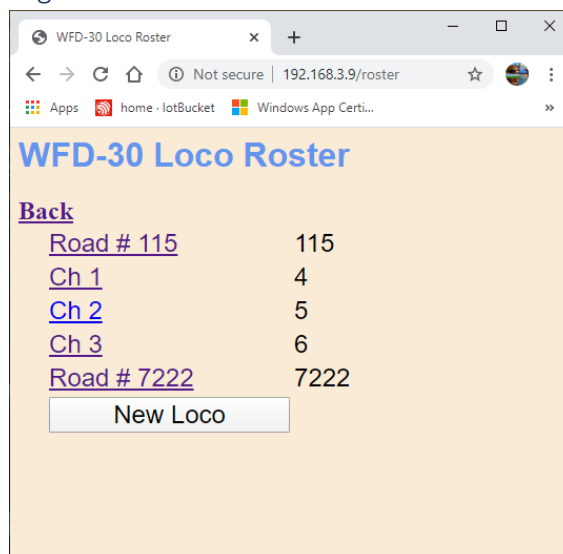 WFD-30 Loco Roster
Not secure | 192.168.3.9/roster
Apps home - IotBucket Windows App Certi...
WFD-30 Loco Roster
Back
Road # 115 115
Ch 1 4
Ch 2 5
Ch 3 6
Road # 7222 7222
New Loco